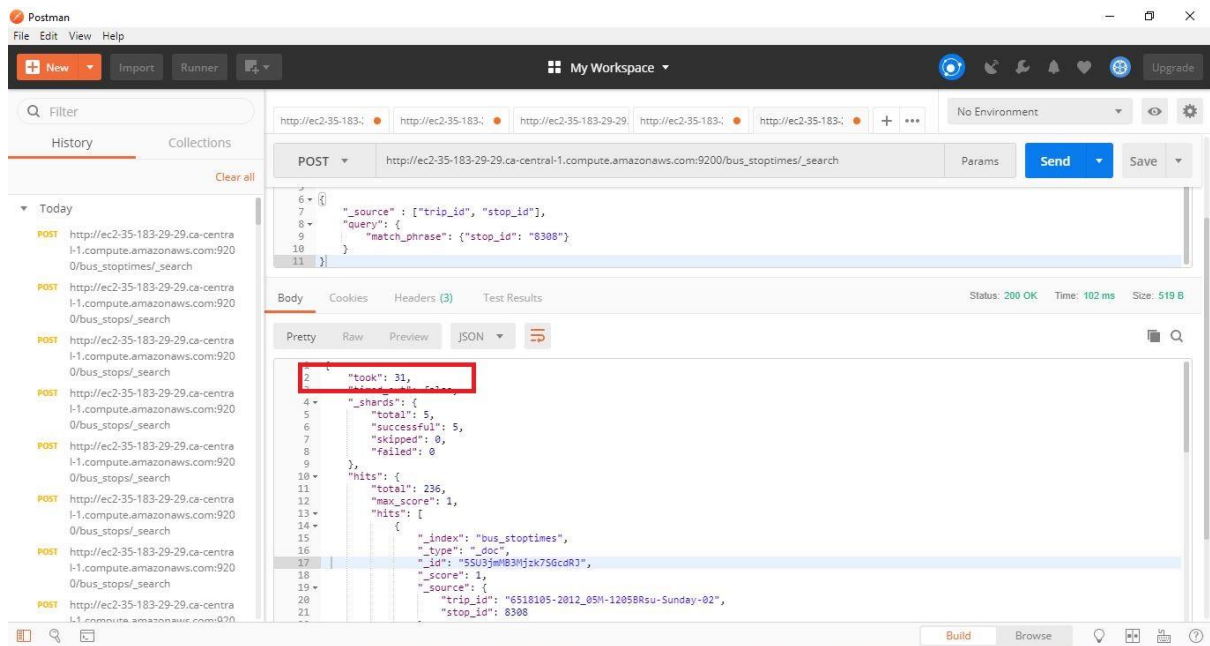 Postman
File Edit View Help
New Import Runner My Workspace Upgrade
Filter
History Collections
Clear all
Today
POST http://ec2-35-183-29-29.ca-centra
l-1.compute.amazonaws.com:920
0/bus_stoptimes/_search
POST http://ec2-35-183-29-29.ca-centra
l-1.compute.amazonaws.com:920
0/bus_stops/_search
POST http://ec2-35-183-29-29.ca-centra
l-1.compute.amazonaws.com:920
0/bus_stops/_search
POST http://ec2-35-183-29-29.ca-centra
l-1.compute.amazonaws.com:920
0/bus_stops/_search
POST http://ec2-35-183-29-29.ca-centra
l-1.compute.amazonaws.com:920
0/bus_stops/_search
POST http://ec2-35-183-29-29.ca-centra
l-1.compute.amazonaws.com:920
0/bus_stops/_search
POST http://ec2-35-183-29-29.ca-centra
l-1.compute.amazonaws.com:920
0/bus_stops/_search
POST http://ec2-35-183-29-29.ca-centra
l-1.compute.amazonaws.com:920
http://ec2-35-183-: http://ec2-35-183-: http://ec2-35-183-29-29. http://ec2-35-183-: http://ec2-35-183-: + •••
No Environment
POST http://ec2-35-183-29-29.ca-central-1.compute.amazonaws.com:9200/bus_stoptimes/_search Params Send Save
6 {
7 "_source" : ["trip_id", "stop_id"],
8 "query": {
9 "match_phrase": {"stop_id": "8308"}
10 }
11 }
Body Cookies Headers (3) Test Results Status: 200 OK Time: 102 ms Size: 519 B
Pretty Raw Preview JSON
1 {
2 "took": 31,
4 "_shards": {
5 "total": 5,
6 "successful": 5,
7 "skipped": 0,
8 "failed": 0
9 },
10 "hits": {
11 "total": 236,
12 "max_score": 1,
13 "hits": [
14 {
15 "_index": "bus_stoptimes",
16 "_type": "_doc",
17 "_id": "5SU3jmMB3Mjzk7SGcdRJ",
18 "_score": 1,
19 "_source": {
20 "trip_id": "6518105-2012_05M-1205BRsu-Sunday-02",
21 "stop_id": 8308
Build Browse